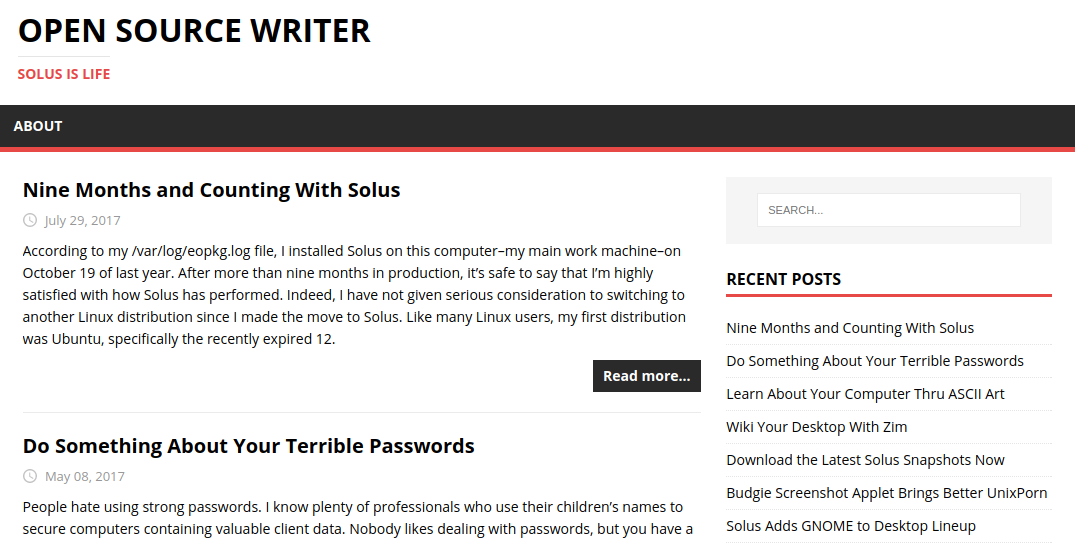 OPEN SOURCE WRITER
SOLUS IS LIFE
ABOUT
Nine Months and Counting With Solus
July 29, 2017
According to my /var/log/eopkg.log file, I installed Solus on this computer–my main work machine–on
October 19 of last year. After more than nine months in production, it’s safe to say that I’m highly
satisfied with how Solus has performed. Indeed, I have not given serious consideration to switching to
another Linux distribution since I made the move to Solus. Like many Linux users, my first distribution
was Ubuntu, specifically the recently expired 12.
Read more...
Do Something About Your Terrible Passwords
May 08, 2017
People hate using strong passwords. I know plenty of professionals who use their children’s names to
secure computers containing valuable client data. Nobody likes dealing with passwords, but you have a
SEARCH...
RECENT POSTS
Nine Months and Counting With Solus
Do Something About Your Terrible Passwords
Learn About Your Computer Thru ASCII Art
Wiki Your Desktop With Zim
Download the Latest Solus Snapshots Now
Budgie Screenshot Applet Brings Better UnixPorn
Solus Adds GNOME to Desktop Lineup